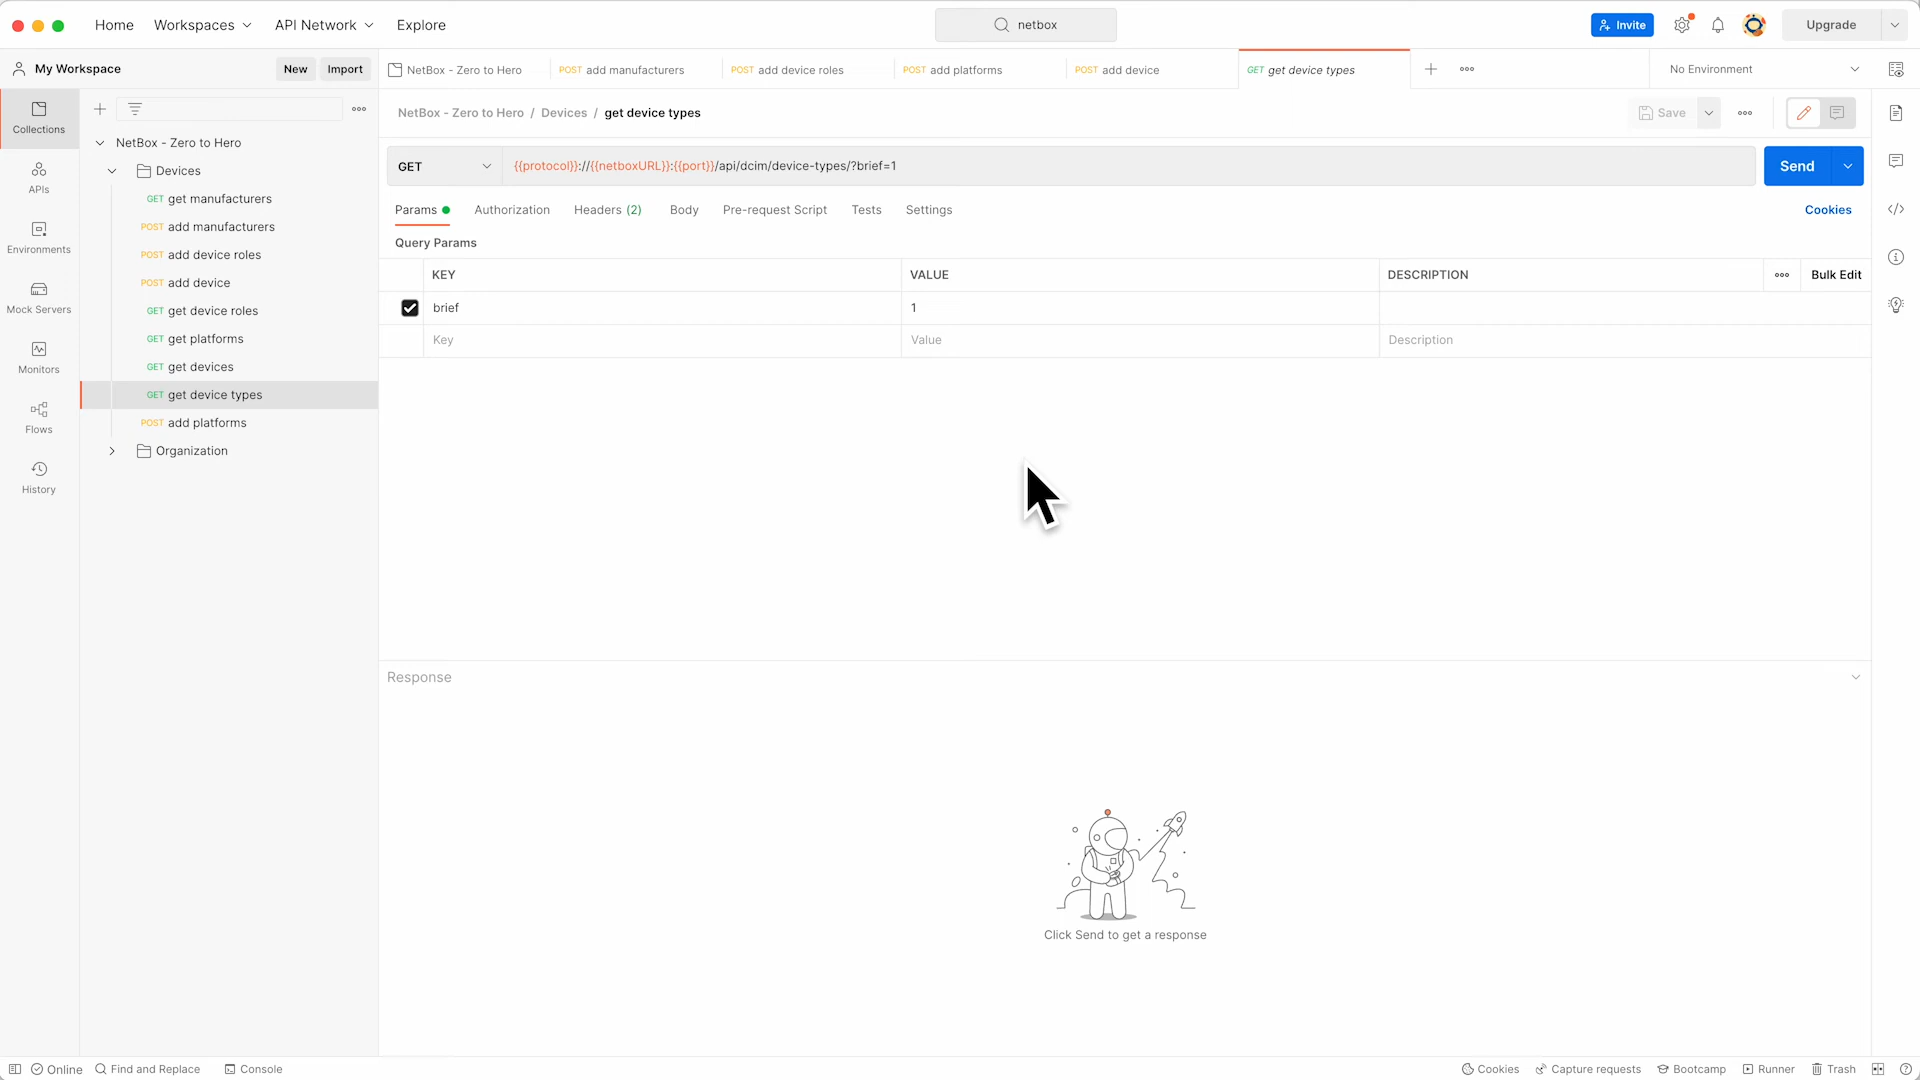 Home Workspaces API Network Explore netbox Invite Upgrade
My Workspace New Import NetBox - Zero to Hero POST add manufacturers POST add device roles POST add platforms POST add device GET get device types No Environment
NetBox - Zero to Hero / Devices / get device types Save
Collections
APIs
Environments
Mock Servers
Monitors
Flows
History
NetBox - Zero to Hero
Devices
GET get manufacturers
POST add manufacturers
POST add device roles
POST add device
GET get device roles
GET get platforms
GET get devices
GET get device types
POST add platforms
Organization
GET {{protocol}}://{{netboxURL}}:{{port}}/api/dcim/device-types/?brief=1 Send
Params Authorization Headers (2) Body Pre-request Script Tests Settings Cookies
Query Params
KEY VALUE DESCRIPTION Bulk Edit
brief 1
Key Value Description
Response
Click Send to get a response
Online Find and Replace Console Cookies Capture requests Bootcamp Runner Trash